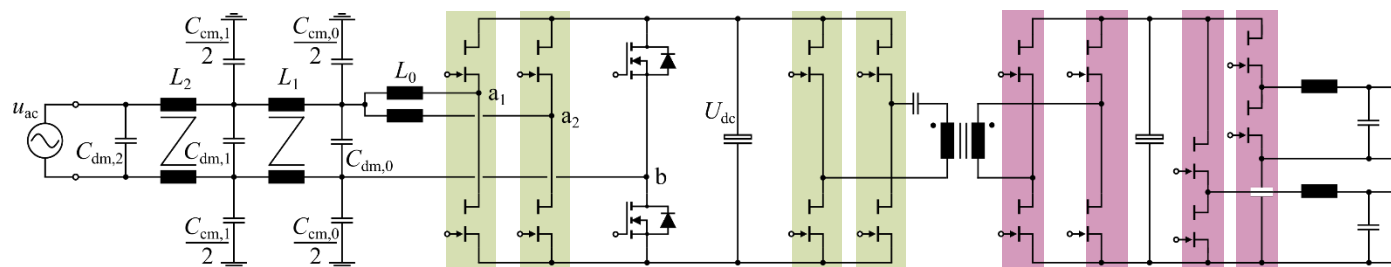 C_cm,1
2
C_cm,0
2
L_2
L_1
L_0
u_ac
a_1
a_2
C_dm,2
C_dm,1
C_dm,0
b
U_dc
C_cm,1
2
C_cm,0
2